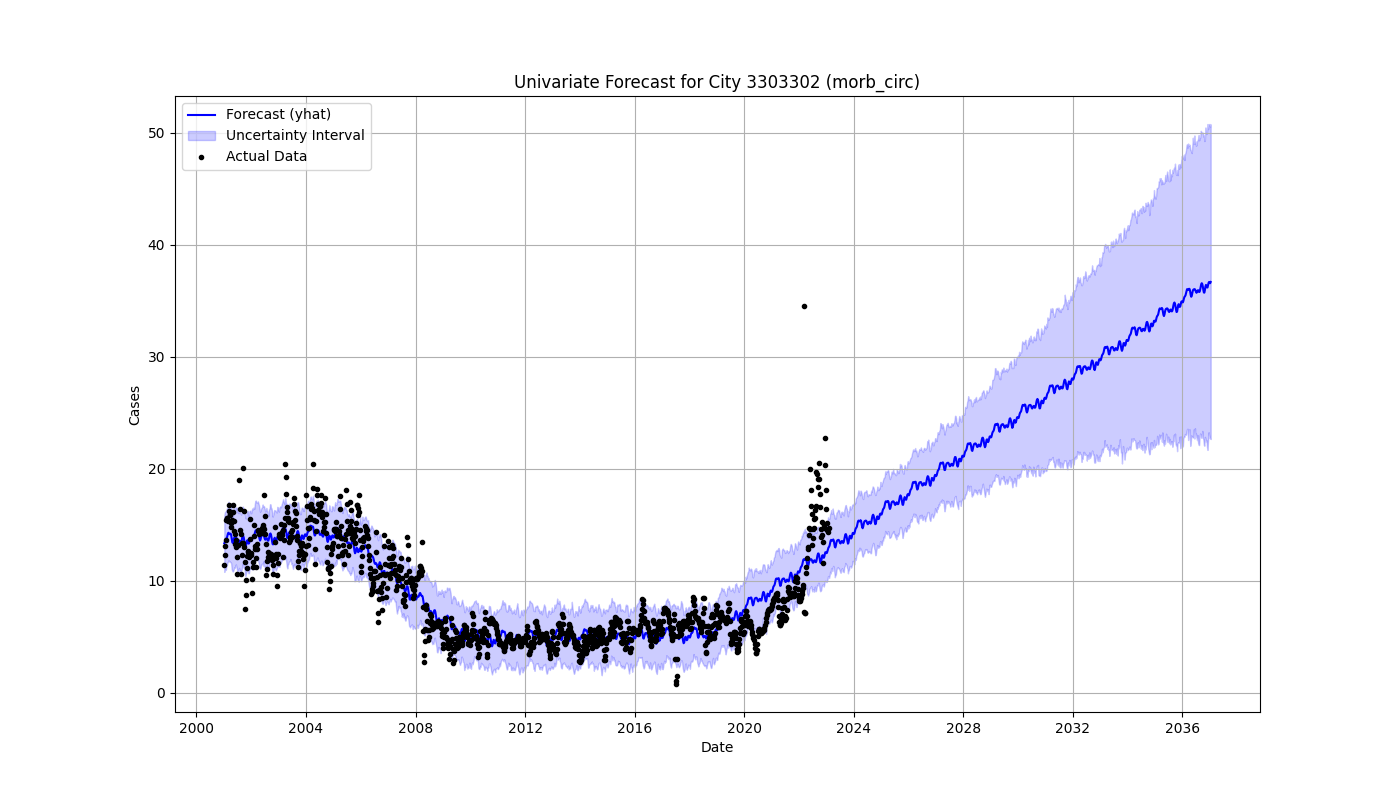 Univariate Forecast for City 3303302 (morb_circ)
Forecast (yhat)
Uncertainty Interval
Actual Data
Cases
50
40
30
20
10
0
2000 2004 2008 2012 2016 2020 2024 2028 2032 2036
Date